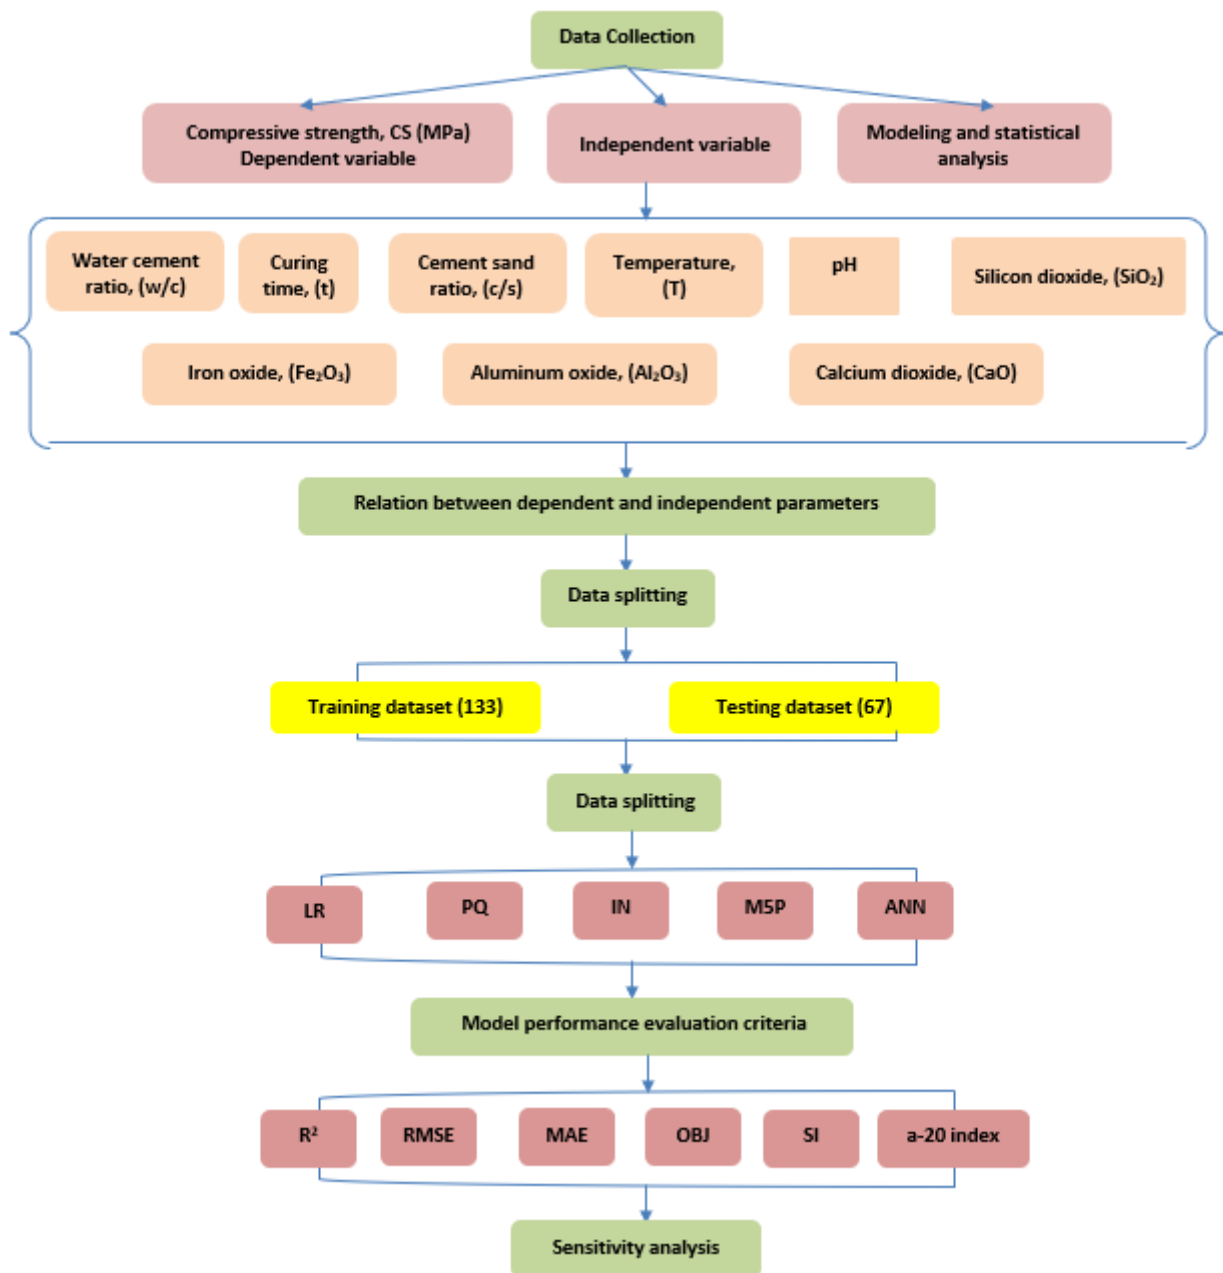 Data Collection
Compressive strength, CS (MPa)
Dependent variable
Independent variable
Modeling and statistical
analysis
Water cement
ratio, (w/c)
Curing
time, (t)
Cement sand
ratio, (c/s)
Temperature,
(T)
pH
Silicon dioxide, (SiO₂)
Iron oxide, (Fe₂O₃)
Aluminum oxide, (Al₂O₃)
Calcium dioxide, (CaO)
Relation between dependent and independent parameters
Data splitting
Training dataset (133)
Testing dataset (67)
Data splitting
LR
PQ
IN
M5P
ANN
Model performance evaluation criteria
R²
RMSE
MAE
OBJ
SI
a-20 index
Sensitivity analysis